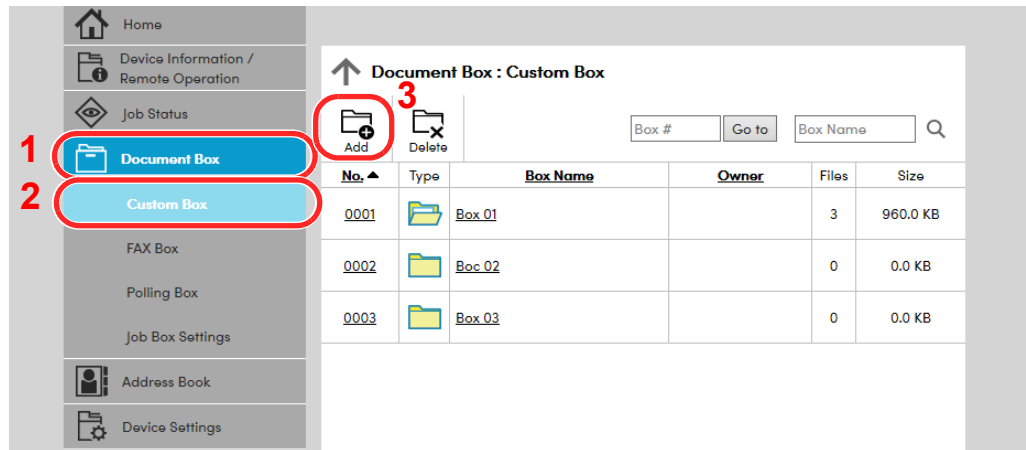 Home
Device Information /
Remote Operation
Job Status
1
Document Box
2
Custom Box
FAX Box
Polling Box
Job Box Settings
Address Book
Device Settings
Document Box : Custom Box
3
Add Delete Box # Go to Box Name
No. Type Box Name Owner Files Size
0001 Box 01 3 960.0 KB
0002 Boc 02 0 0.0 KB
0003 Box 03 0 0.0 KB